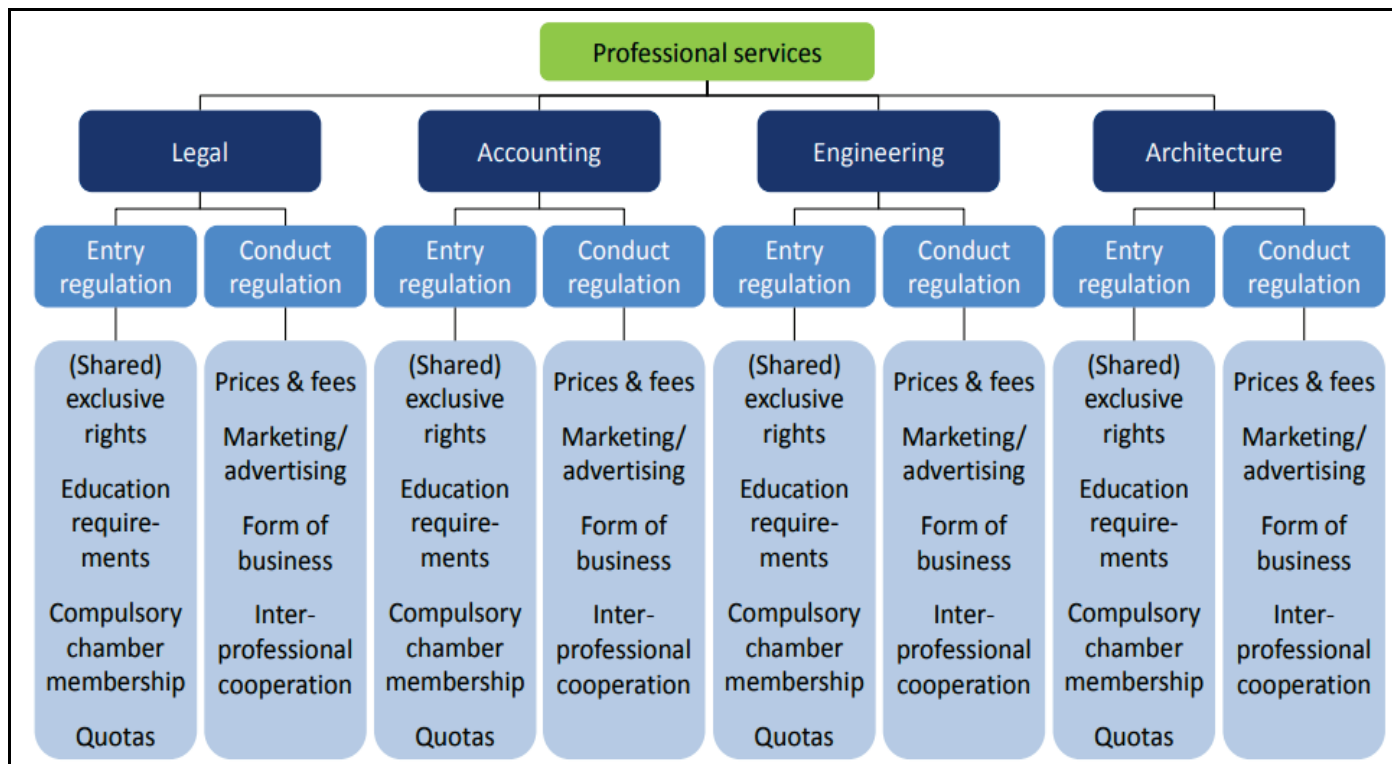 Professional services
Legal
Accounting
Engineering
Architecture
Entry
regulation
Conduct
regulation
Entry
regulation
Conduct
regulation
Entry
regulation
Conduct
regulation
Entry
regulation
Conduct
regulation
(Shared)
exclusive
rights
Education
require-
ments
Compulsory
chamber
membership
Quotas
Prices & fees
Marketing/
advertising
Form of
business
Inter-
professional
cooperation
(Shared)
exclusive
rights
Education
require-
ments
Compulsory
chamber
membership
Quotas
Prices & fees
Marketing/
advertising
Form of
business
Inter-
professional
cooperation
(Shared)
exclusive
rights
Education
require-
ments
Compulsory
chamber
membership
Quotas
Prices & fees
Marketing/
advertising
Form of
business
Inter-
professional
cooperation
(Shared)
exclusive
rights
Education
require-
ments
Compulsory
chamber
membership
Quotas
Prices & fees
Marketing/
advertising
Form of
business
Inter-
professional
cooperation